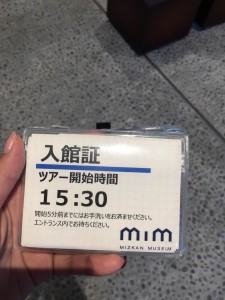 入館証
ツアー開始時間
15:30
開始5分前までにはお手洗いをお済ませください。
エントランス内でお待ちください。
mim
MIZKAN MUSEUM